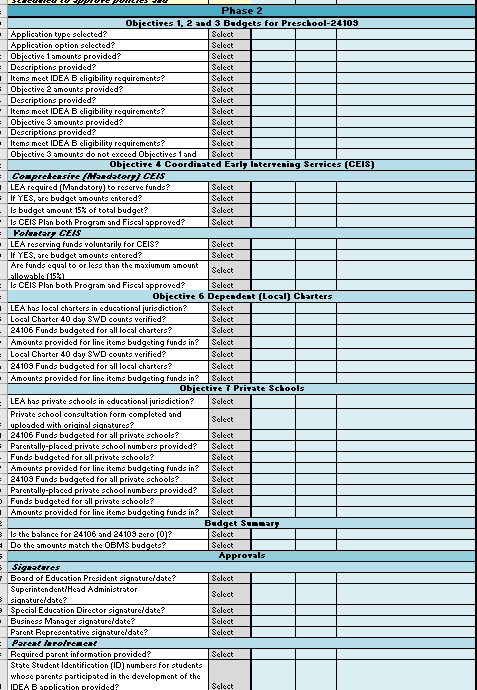 scheduled to approve policies and
Phase 2
Objectives 1, 2 and 3 Budgets for Preschool-24109
Application type selected? Select
Application option selected? Select
Objective 1 amounts provided? Select
Descriptions provided? Select
Items meet IDEA B eligibility requirements? Select
Objective 2 amounts provided? Select
Descriptions provided? Select
Items meet IDEA B eligibility requirements? Select
Objective 3 amounts provided? Select
Descriptions provided? Select
Items meet IDEA B eligibility requirements? Select
Objective 3 amounts do not exceed Objectives 1 and Select
Objective 4 Coordinated Early Intervening Services (CEIS)
Comprehensive (Mandatory) CEIS
LEA required (Mandatory) to reserve funds? Select
If YES, are budget amounts entered? Select
Is budget amount 15% of total budget? Select
Is CEIS Plan both Program and Fiscal approved? Select
Voluntary CEIS
LEA reserving funds voluntarily for CEIS? Select
If YES, are budget amounts entered? Select
Are funds equal to or less than the maxiumum amount
allowable (15%) Select
Is CEIS Plan both Program and Fiscal approved? Select
Objective 6 Dependent (Local) Charters
LEA has local charters in educational jurisdiction? Select
Local Charter 40 day SWD counts verified? Select
24106 Funds budgeted for all local charters? Select
Amounts provided for line items budgeting funds in? Select
Local Charter 40 day SWD counts verified? Select
24109 Funds budgeted for all local charters? Select
Amounts provided for line items budgeting funds in? Select
Objective 7 Private Schools
LEA has private schools in educational jurisdiction? Select
Private school consultation form completed and
uploaded with original signatures? Select
24106 Funds budgeted for all private schools? Select
Parentally-placed private school numbers provided? Select
Funds budgeted for all private schools? Select
Amounts provided for line items budgeting funds in? Select
24109 Funds budgeted for all private schools? Select
Parentally-placed private school numbers provided? Select
Funds budgeted for all private schools? Select
Amounts provided for line items budgeting funds in? Select
Budget Summary
Is the balance for 24106 and 24109 zero (0)? Select
Do the amounts match the OBMS budgets? Select
Approvals
Signatures
Board of Education President signature/date? Select
Superintendent/Head Administrator
signature/date? Select
Special Education Director signature/date? Select
Business Manager signature/date? Select
Parent Representative signature/date? Select
Parent Involvement
Required parent information provided? Select
State Student Identification (ID) numbers for students
whose parents participated in the development of the
IDEA B application provided? Select